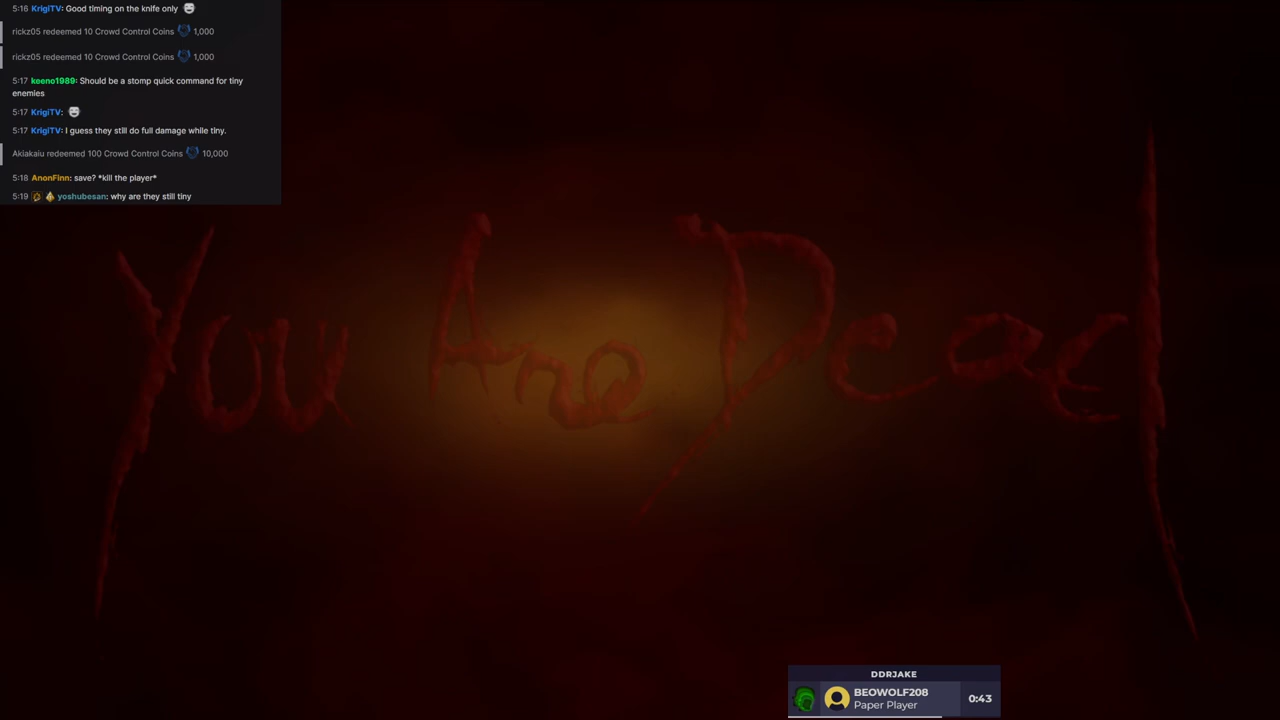 5:16 KrigiTV: Good timing on the knife only
rickz05 redeemed 10 Crowd Control Coins 1,000
rickz05 redeemed 10 Crowd Control Coins 1,000
5:17 keeno1989: Should be a stomp quick command for tiny
enemies
5:17 KrigiTV:
5:17 KrigiTV: I guess they still do full damage while tiny.
Akiakaiu redeemed 100 Crowd Control Coins 10,000
5:18 AnonFinn: save? *kill the player*
5:19 yoshubesan: why are they still tiny
You Are Dead
DDRJAKE
BEOWOLF208
Paper Player
0:43